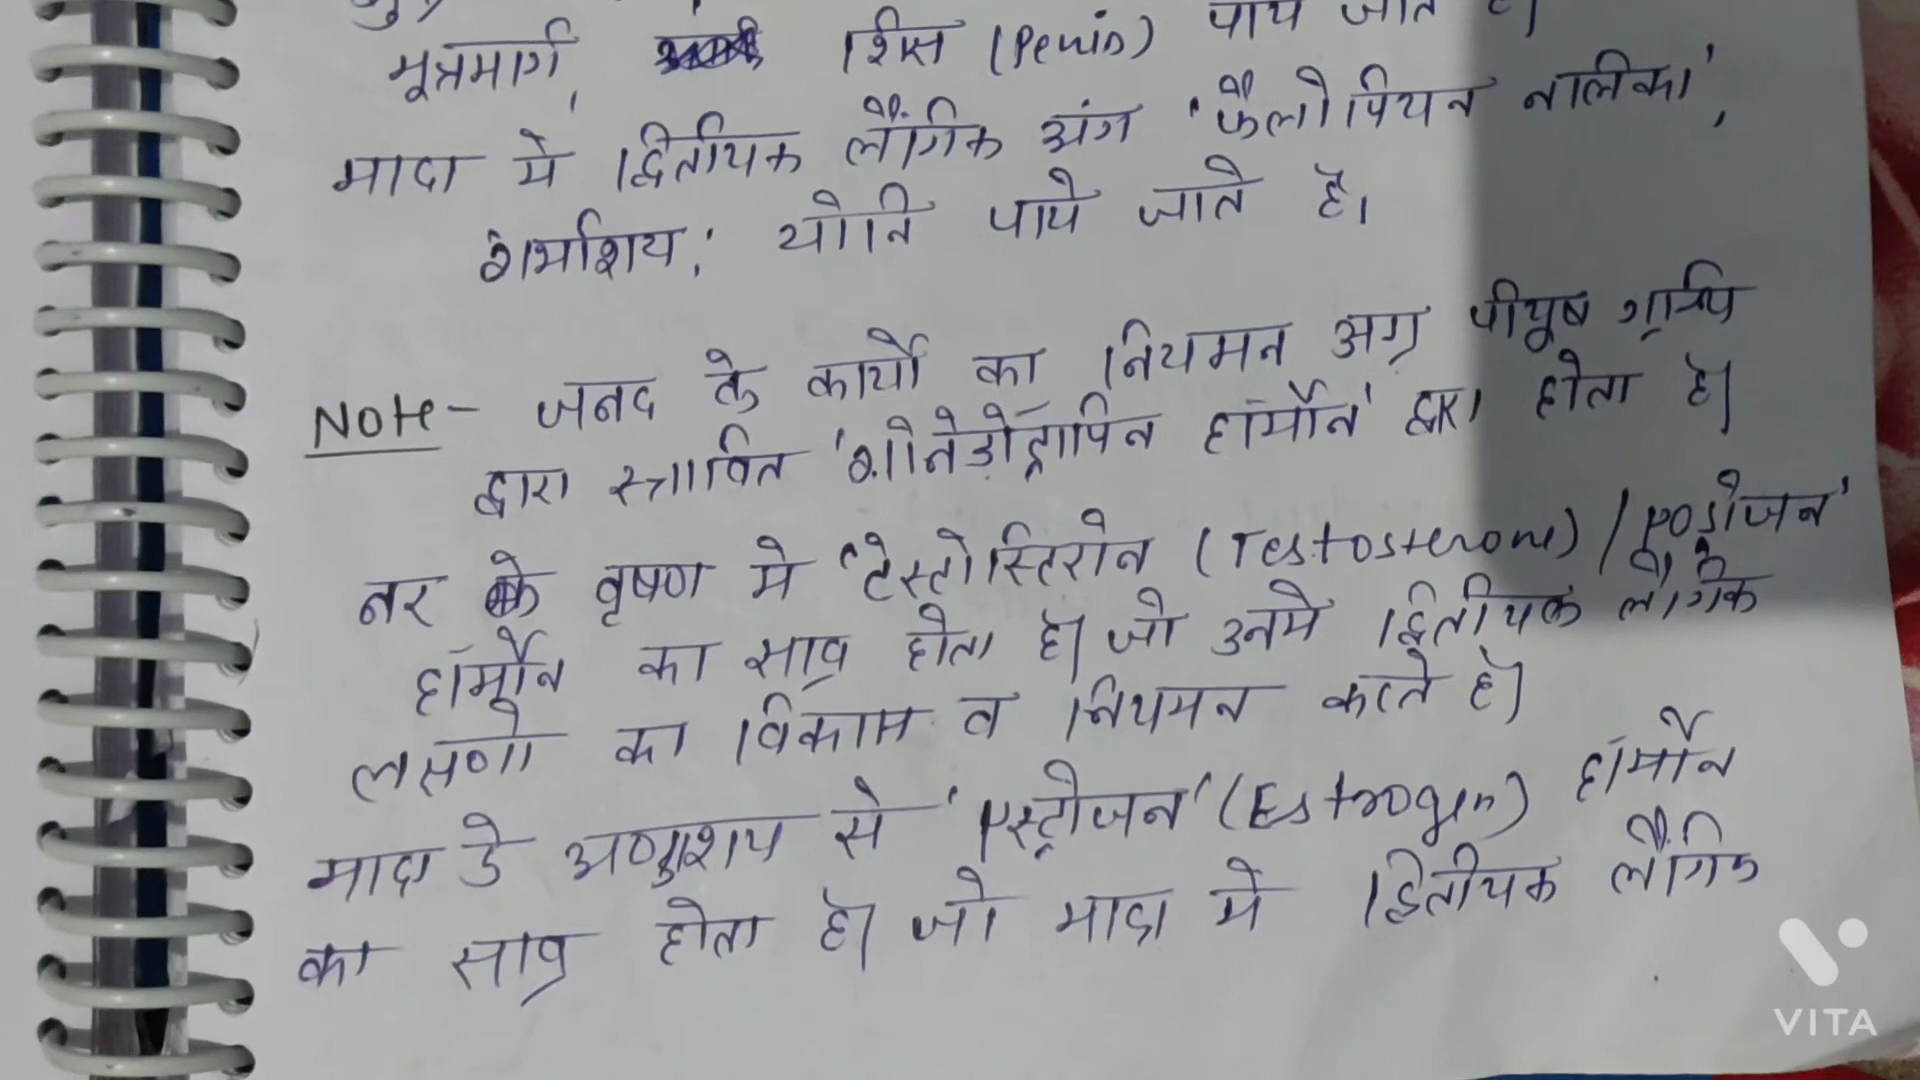 मूत्रमार्ग, शिस्न (Penis) पाये जाते है।
मादा मे द्वितीयक लैंगिक अंग 'फैलोपियन नालिका',
गर्भाशय, योनि पाये जाते है।
Note- जनद के कार्यो का नियमन अग्र पीयूष ग्रन्थि
द्वारा स्त्रावित 'गोनेडोट्रापिन हॉर्मोन' द्वारा होता है।
नर के वृषण मे 'टेस्टोस्टिरोन (Testosterone) / एण्ड्रोजन'
हॉर्मोन का स्त्राव होता है। जो उनमे द्वितीयक लैंगिक
लक्षणो का विकास व नियमन करते है।
मादा के अण्डाशय से 'एस्ट्रोजन' (Estrogen) हॉर्मोन
का स्त्राव होता है। जो मादा मे द्वितीयक लैंगिक
VITA